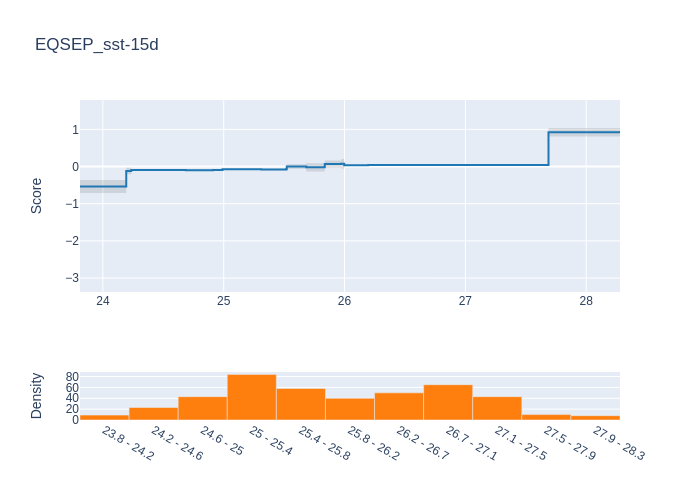 EQSEP_sst-15d
Score
1
0
−1
−2
−3
24
25
26
27
28
Density
80
60
40
20
0
23.8 - 24.2
24.2 - 24.6
24.6 - 25
25 - 25.4
25.4 - 25.8
25.8 - 26.2
26.2 - 26.7
26.7 - 27.1
27.1 - 27.5
27.5 - 27.9
27.9 - 28.3